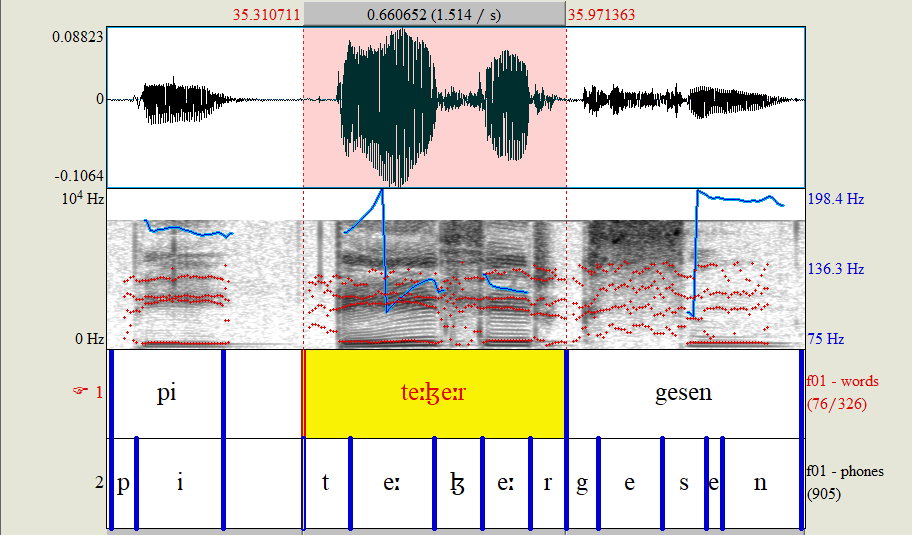 35.310711 0.660652 (1.514 / s) 35.971363
0.08823
0
-0.1064
10⁴ Hz 198.4 Hz
136.3 Hz
0 Hz 75 Hz
☞ 1 pi teːɮeːr gesen f01 - words
(76/326)
2 p i t eː ɮ eː r g e s e n f01 - phones
(905)